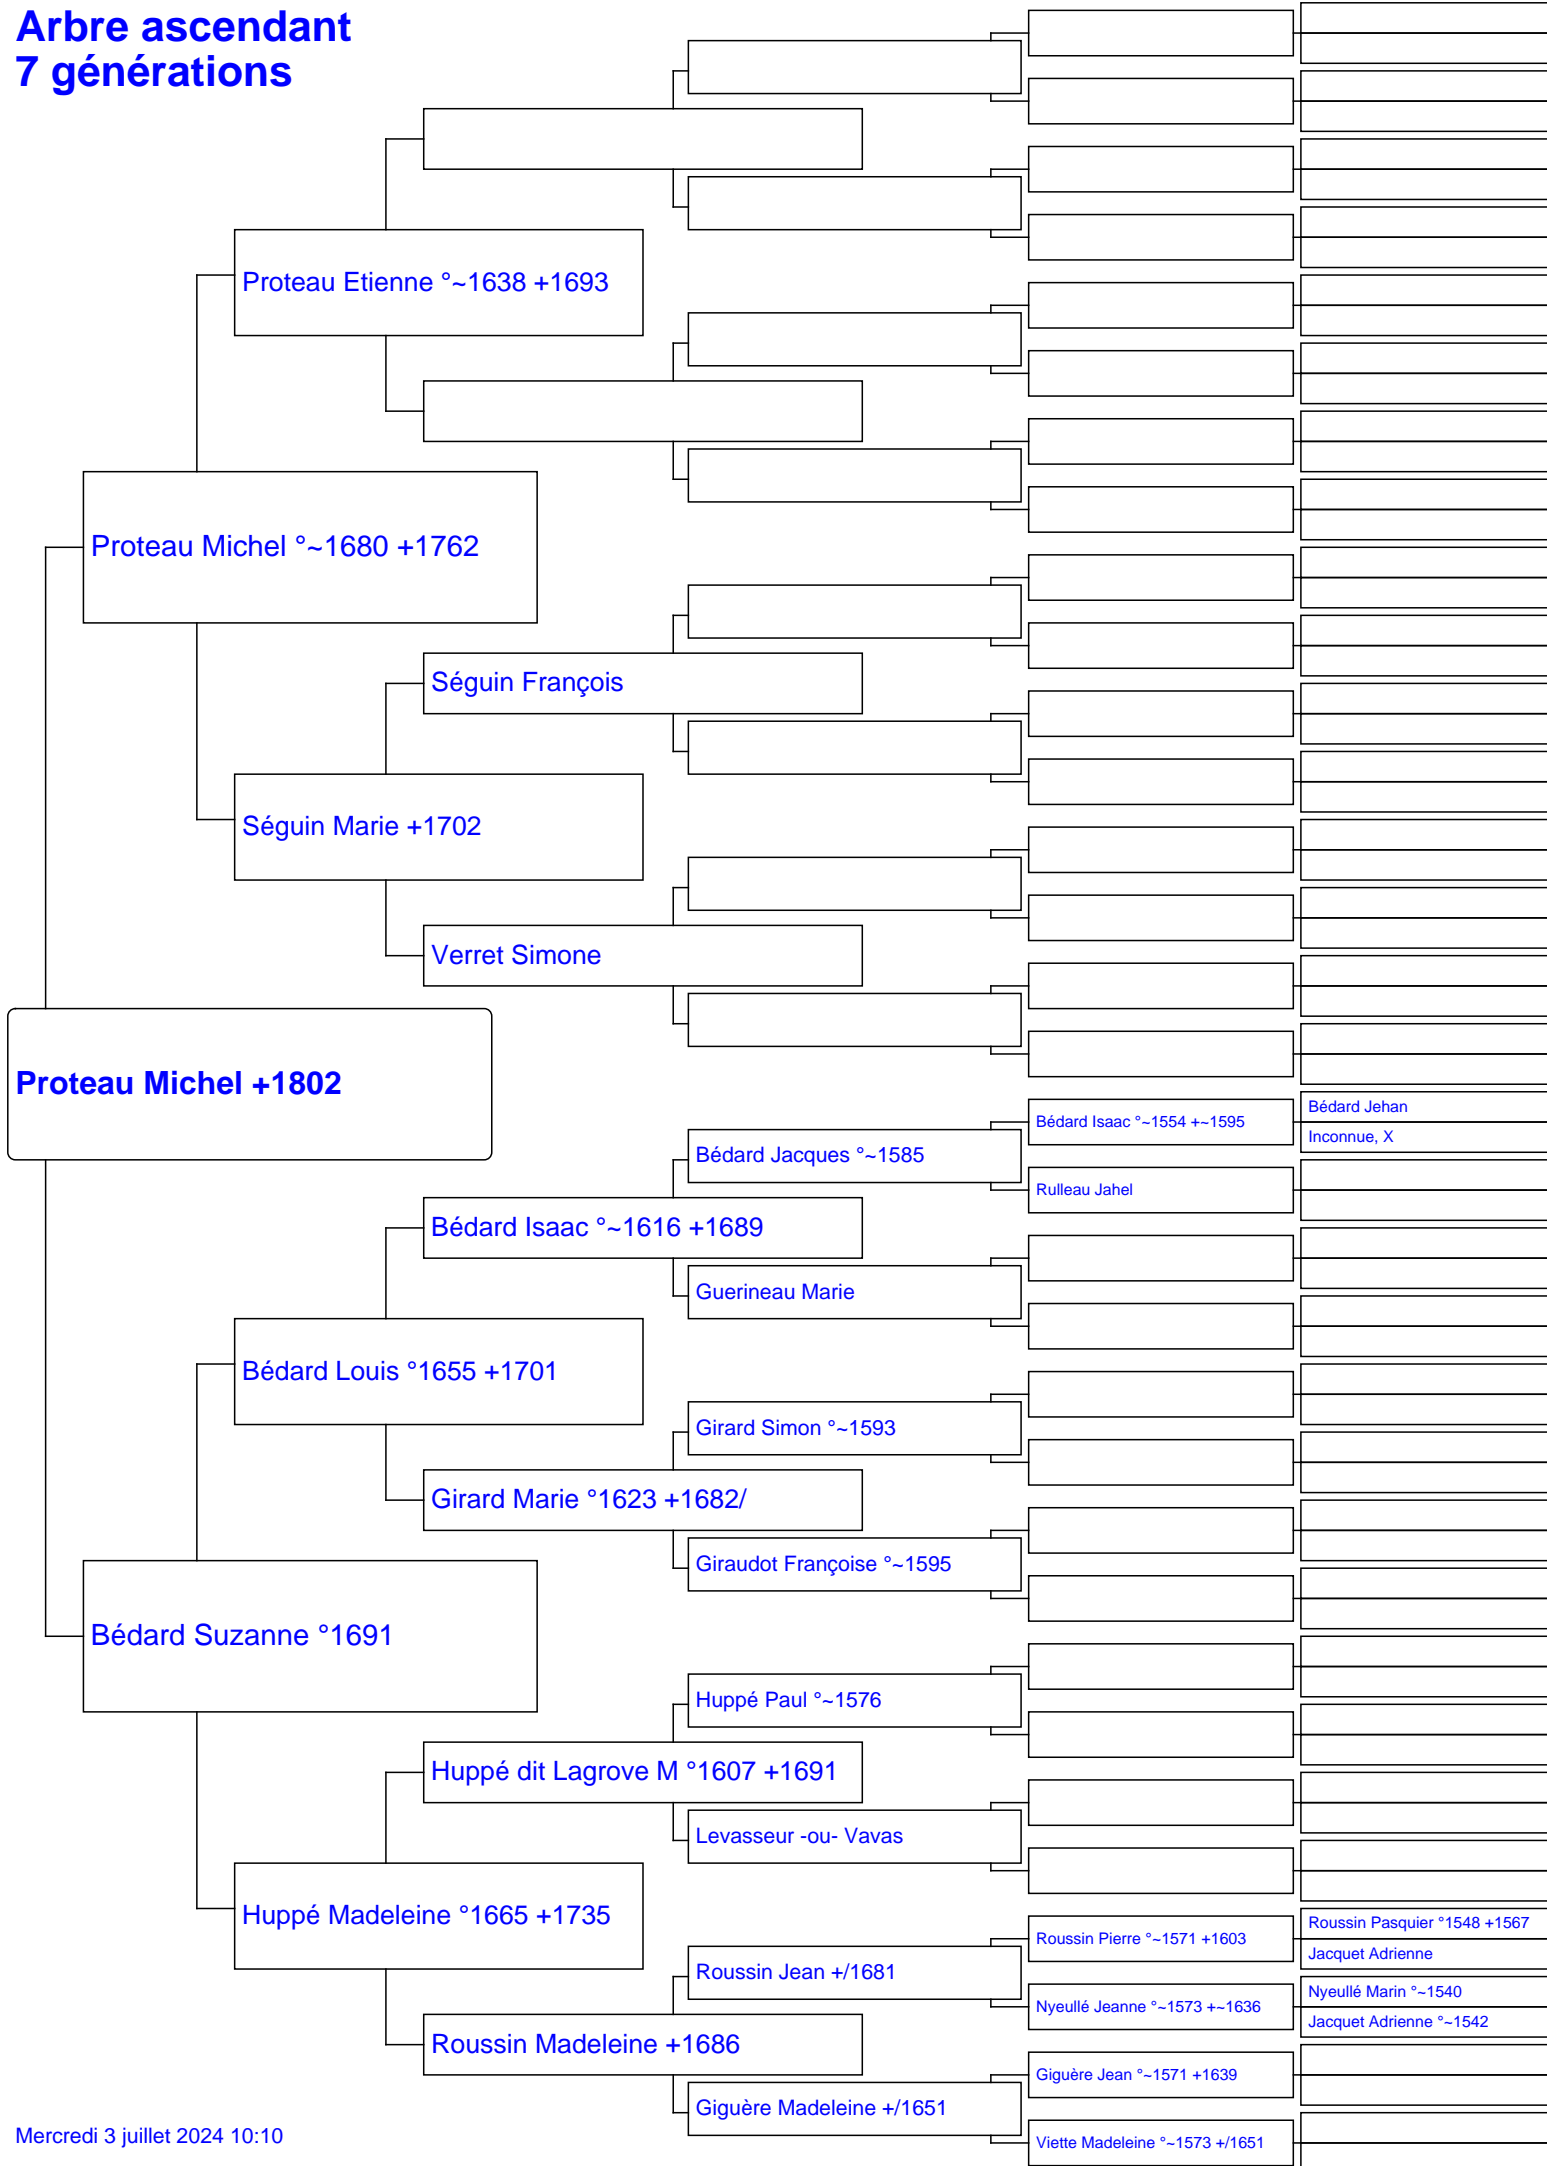 Arbre ascendant
7 générations
Proteau Etienne °~1638 +1693
Proteau Michel °~1680 +1762
Séguin François
Séguin Marie +1702
Verret Simone
Proteau Michel +1802
Bédard Jehan
Bédard Isaac °~1554 +~1595
Inconnue, X
Bédard Jacques °~1585
Rulleau Jahel
Bédard Isaac °~1616 +1689
Guerineau Marie
Bédard Louis °1655 +1701
Girard Simon °~1593
Girard Marie °1623 +1682/
Giraudot Françoise °~1595
Bédard Suzanne °1691
Huppé Paul °~1576
Huppé dit Lagrove M °1607 +1691
Levasseur -ou- Vavas
Huppé Madeleine °1665 +1735
Roussin Pasquier °1548 +1567
Roussin Pierre °~1571 +1603
Jacquet Adrienne
Roussin Jean +/1681
Nyeullé Marin °~1540
Nyeullé Jeanne °~1573 +~1636
Jacquet Adrienne °~1542
Roussin Madeleine +1686
Giguère Jean °~1571 +1639
Giguère Madeleine +/1651
Viette Madeleine °~1573 +/1651
Mercredi 3 juillet 2024 10:10